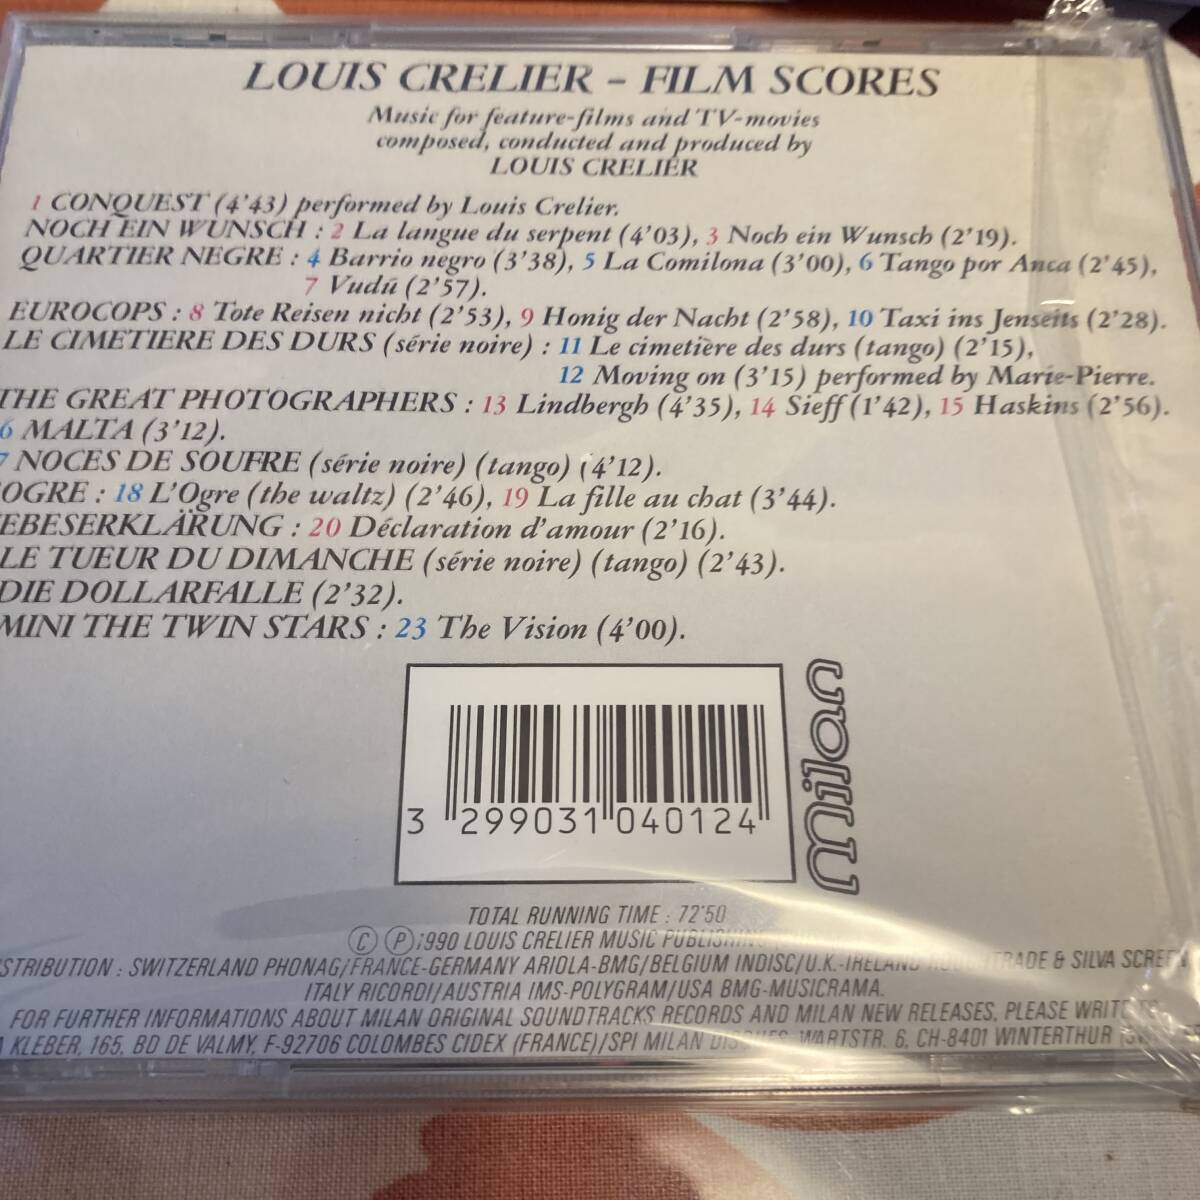 LOUIS CRELIER – FILM SCORES
Music for feature-films and TV-movies
composed, conducted and produced by
LOUIS CRELIER
1 CONQUEST (4'43) performed by Louis Crelier.
NOCH EIN WUNSCH : 2 La langue du serpent (4'03), 3 Noch ein Wunsch (2'19).
QUARTIER NEGRE : 4 Barrio negro (3'38), 5 La Comilona (3'00), 6 Tango por Anca (2'45),
7 Vudū (2'57).
EUROCOPS : 8 Tote Reisen nicht (2'53), 9 Honig der Nacht (2'58), 10 Taxi ins Jenseits (2'28).
LE CIMETIERE DES DURS (série noire) : 11 Le cimetière des durs (tango) (2'15),
12 Moving on (3'15) performed by Marie-Pierre.
THE GREAT PHOTOGRAPHERS : 13 Lindbergh (4'35), 14 Sieff (1'42), 15 Haskins (2'56).
6 MALTA (3'12).
7 NOCES DE SOUFRE (série noire) (tango) (4'12).
OGRE : 18 L'Ogre (the waltz) (2'46), 19 La fille au chat (3'44).
EBESERKLÄRUNG : 20 Déclaration d'amour (2'16).
LE TUEUR DU DIMANCHE (série noire) (tango) (2'43).
DIE DOLLARFALLE (2'32).
MINI THE TWIN STARS : 23 The Vision (4'00).
milan
3 299031 040124
TOTAL RUNNING TIME : 72'50
© ℗ 1990 LOUIS CRELIER MUSIC PUBLISHING
STRIBUTION : SWITZERLAND PHONAG/FRANCE-GERMANY ARIOLA-BMG/BELGIUM INDISC/U.K.-IRELAND TRADE & SILVA SCREEN
ITALY RICORDI/AUSTRIA IMS-POLYGRAM/USA BMG-MUSICRAMA.
FOR FURTHER INFORMATIONS ABOUT MILAN ORIGINAL SOUNDTRACKS RECORDS AND MILAN NEW RELEASES, PLEASE WRITE TO
KLEBER, 165, BD DE VALMY, F-92706 COLOMBES CIDEX (FRANCE)/SPI MILAN DISQUES, WARTSTR. 6, CH-8401 WINTERTHUR